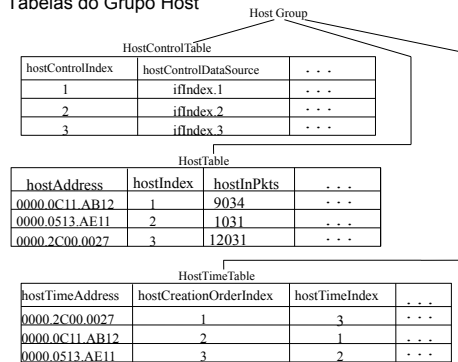 Tabelas do Grupo Host
Host Group
HostControlTable
hostControlIndex hostControlDataSource . . .
1 ifIndex.1 . . .
2 ifIndex.2 . . .
3 ifIndex.3 . . .
HostTable
hostAddress hostIndex hostInPkts . . .
0000.0C11.AB12 1 9034 . . .
0000.0513.AE11 2 1031 . . .
0000.2C00.0027 3 12031 . . .
HostTimeTable
hostTimeAddress hostCreationOrderIndex hostTimeIndex . . .
0000.2C00.0027 1 3 . . .
0000.0C11.AB12 2 1 . . .
0000.0513.AE11 3 2 . . .